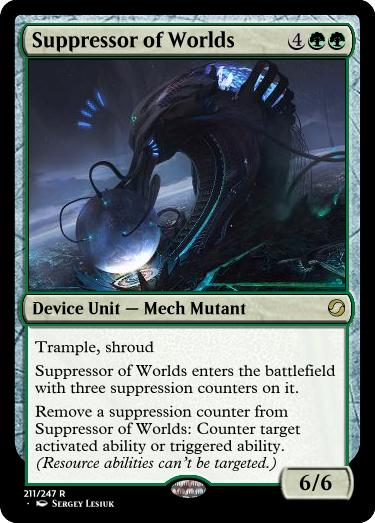 Suppressor of Worlds 4
Device Unit — Mech Mutant
Trample, shroud
Suppressor of Worlds enters the battlefield
with three suppression counters on it.
Remove a suppression counter from
Suppressor of Worlds: Counter target
activated ability or triggered ability.
(Resource abilities can't be targeted.)
6/6
211/247 R
· Sergey Lesiuk